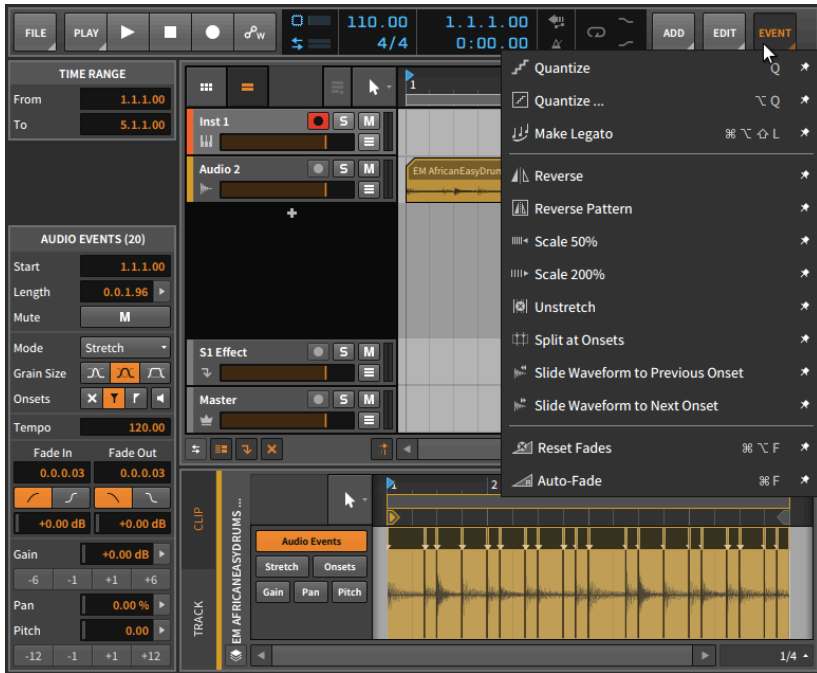 FILE PLAY W 110.00 4/4 1.1.1.00 0:00.00 ADD EDIT EVENT
TIME RANGE
From 1.1.1.00
To 5.1.1.00
AUDIO EVENTS (20)
Start 1.1.1.00
Length 0.0.1.96
Mute M
Mode Stretch
Grain Size
Onsets
Tempo 120.00
Fade In Fade Out
0.0.0.03 0.0.0.03
+0.00 dB +0.00 dB
Gain +0.00 dB
-6 -1 +1 +6
Pan 0.00 %
Pitch 0.00
-12 -1 +1 +12
1
Inst 1 S M
Audio 2 S M
EM AfricanEasyDrun
+
S1 Effect S M
Master S M
Quantize Q
Quantize ... ⌥ Q
Make Legato ⌘ ⌥ ⇧ L
Reverse
Reverse Pattern
Scale 50%
Scale 200%
Unstretch
Split at Onsets
Slide Waveform to Previous Onset
Slide Waveform to Next Onset
Reset Fades ⌘ ⌥ F
Auto-Fade ⌘ F
CLIP
TRACK
EM AFRICANEASYDRUMS ...
Audio Events
Stretch Onsets
Gain Pan Pitch
1 2
1/4